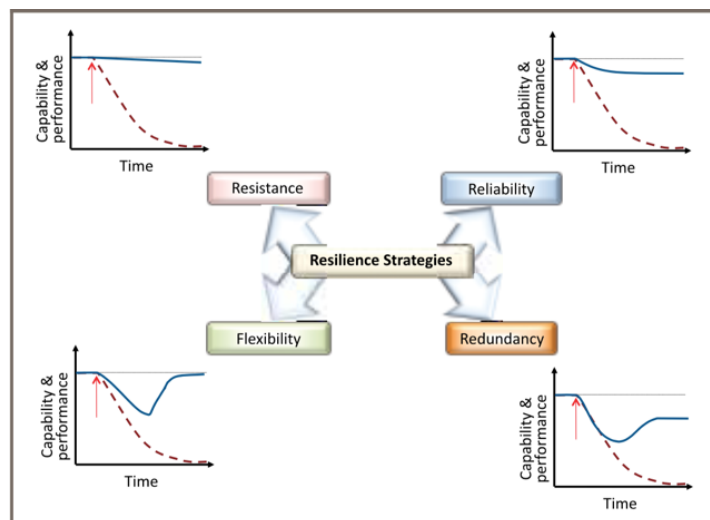 Capability &
performance
Time
Capability &
performance
Time
Resistance
Reliability
Resilience Strategies
Flexibility
Redundancy
Capability &
performance
Time
Capability &
performance
Time